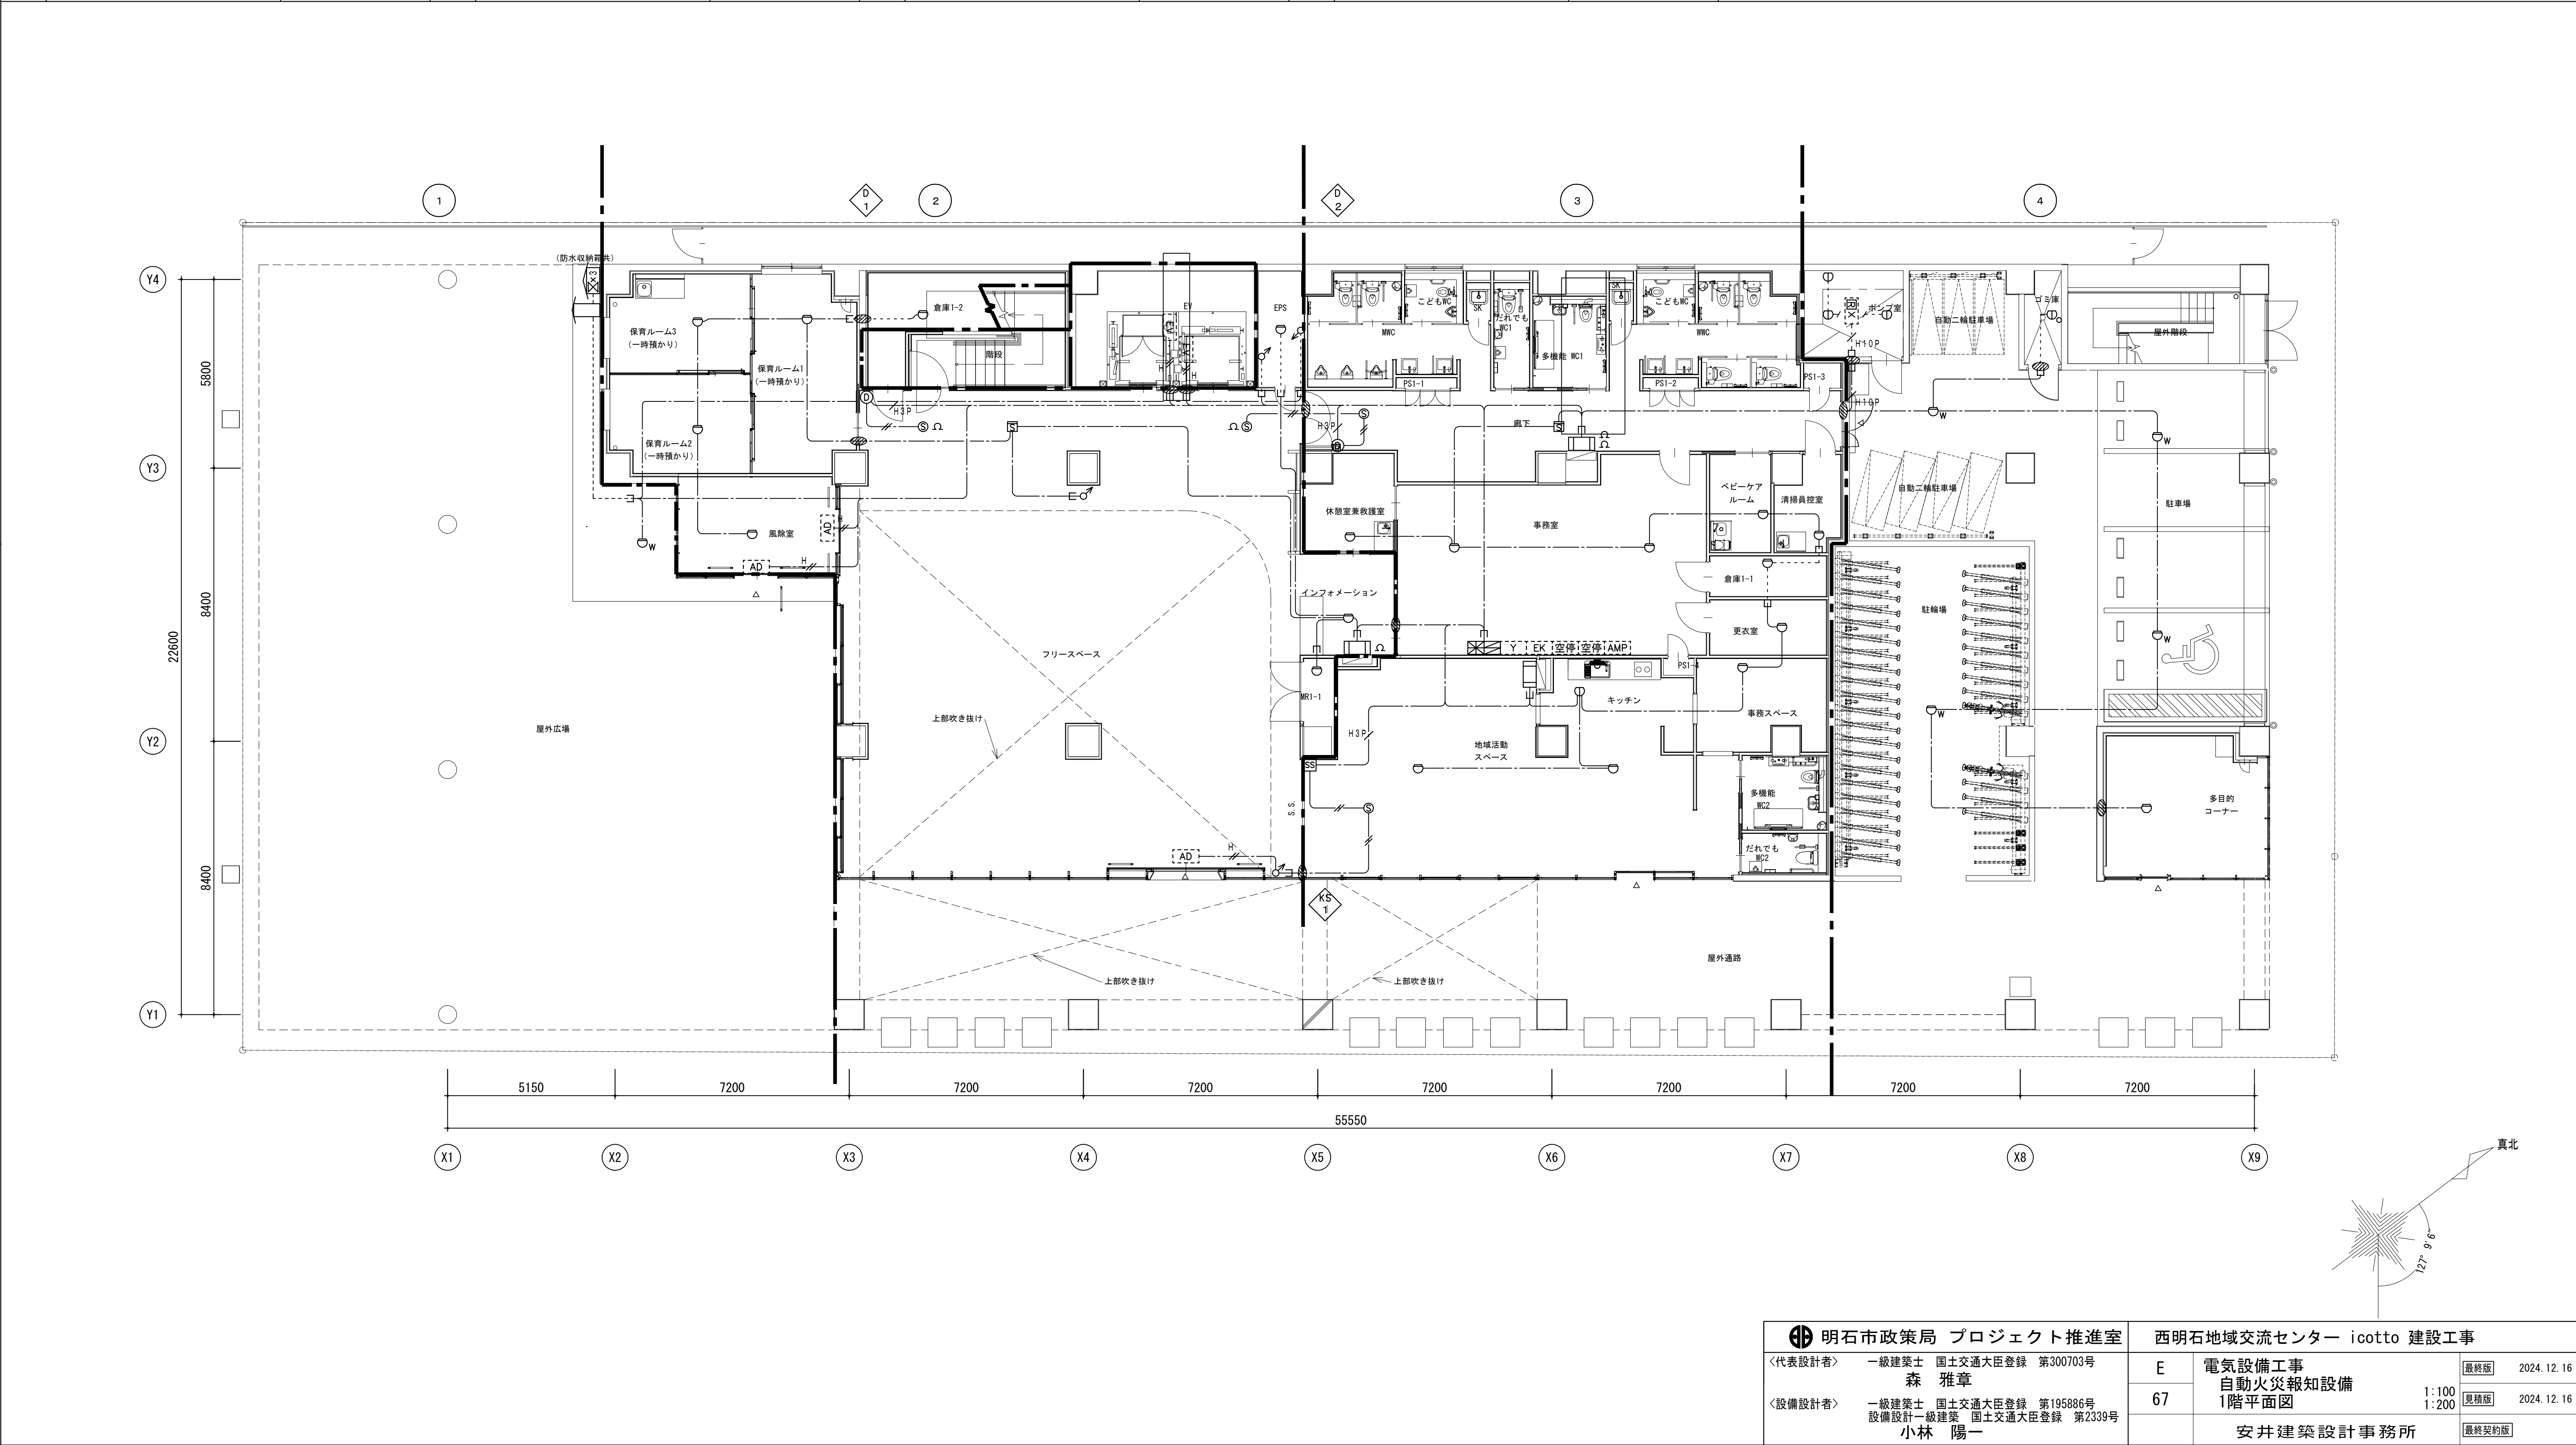 1
D
1
2
D
2
3
4
(防水収納箱共)
X3
Y4
保育ルーム3
(一時預かり)
倉庫1-2
階段
EV
EV
EPS
MWC
こどもWC
SK
だれでも
WC1
多機能 WC1
SK
こどもWC
WWC
RX
ポンプ室
H10P
自動二輪駐車場
ゴミ庫
屋外階段
5800
保育ルーム1
(一時預かり)
H
H
PS1-1
PS1-2
PS1-3
D
H3P
S
Ω
S
Ω
S
S
H3P
D
廊下
S
Ω
Ω
H10P
W
W
保育ルーム2
(一時預かり)
Y3
AD
H
風除室
AD
H
W
休憩室兼救護室
事務室
ベビーケア
ルーム
清掃員控室
自動二輪駐車場
駐車場
8400
22600
インフォメーション
倉庫1-1
駐輪場
更衣室
W
フリースペース
Ω
Y
EK
空停
空停
AMP
PS1-4
MR1-1
キッチン
事務スペース
W
上部吹き抜け
屋外広場
Y2
H3P
地域活動
スペース
SS
S.S.
S
多機能
WC2
多目的
コーナー
8400
AD
H
だれでも
WC2
KS
1
上部吹き抜け
上部吹き抜け
屋外通路
Y1
5150
7200
7200
7200
7200
7200
7200
7200
55550
X1
X2
X3
X4
X5
X6
X7
X8
X9
真北
127° 9′6″
明石市政策局 プロジェクト推進室
西明石地域交流センター icotto 建設工事
〈代表設計者〉 一級建築士 国土交通大臣登録 第300703号
森 雅章
〈設備設計者〉 一級建築士 国土交通大臣登録 第195886号
設備設計一級建築 国土交通大臣登録 第2339号
小林 陽一
E
67
電気設備工事
自動火災報知設備
1階平面図
1:100
1:200
最終版 2024.12.16
見積版 2024.12.16
安井建築設計事務所
最終契約版